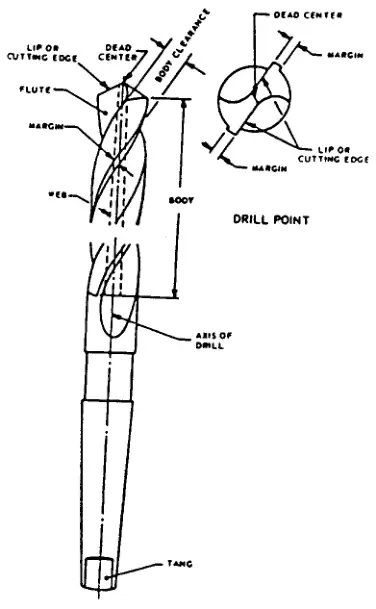 LIP OR
CUTTING EDGE
DEAD
CENTER
BODY CLEARANCE
FLUTE
MARGIN
WEB
BODY
AXIS OF
DRILL
TANG
DEAD CENTER
MARGIN
LIP OR
CUTTING EDGE
MARGIN
DRILL POINT